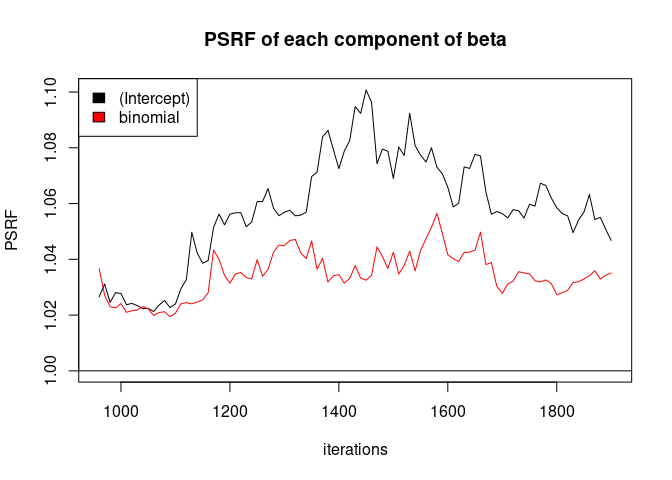 PSRF of each component of beta
(Intercept)
binomial
PSRF
1.10
1.08
1.06
1.04
1.02
1.00
1000 1200 1400 1600 1800
iterations